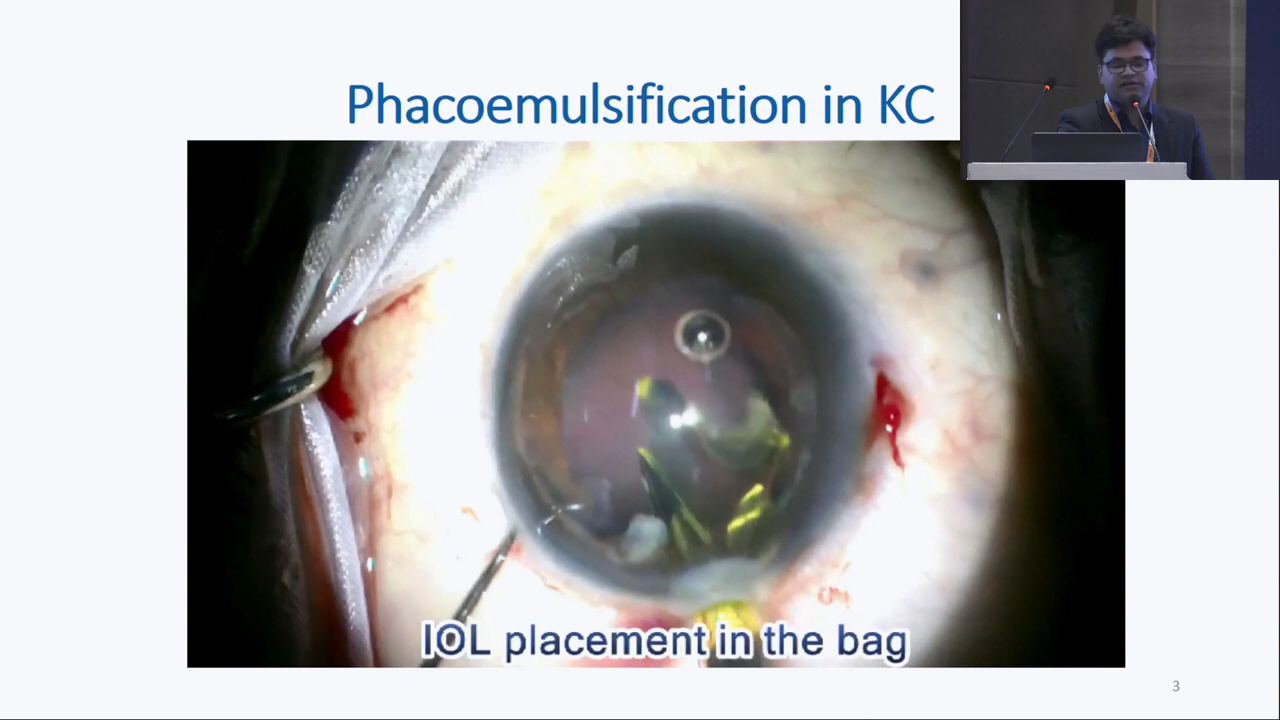 Phacoemulsification in KC
IOL placement in the bag
3